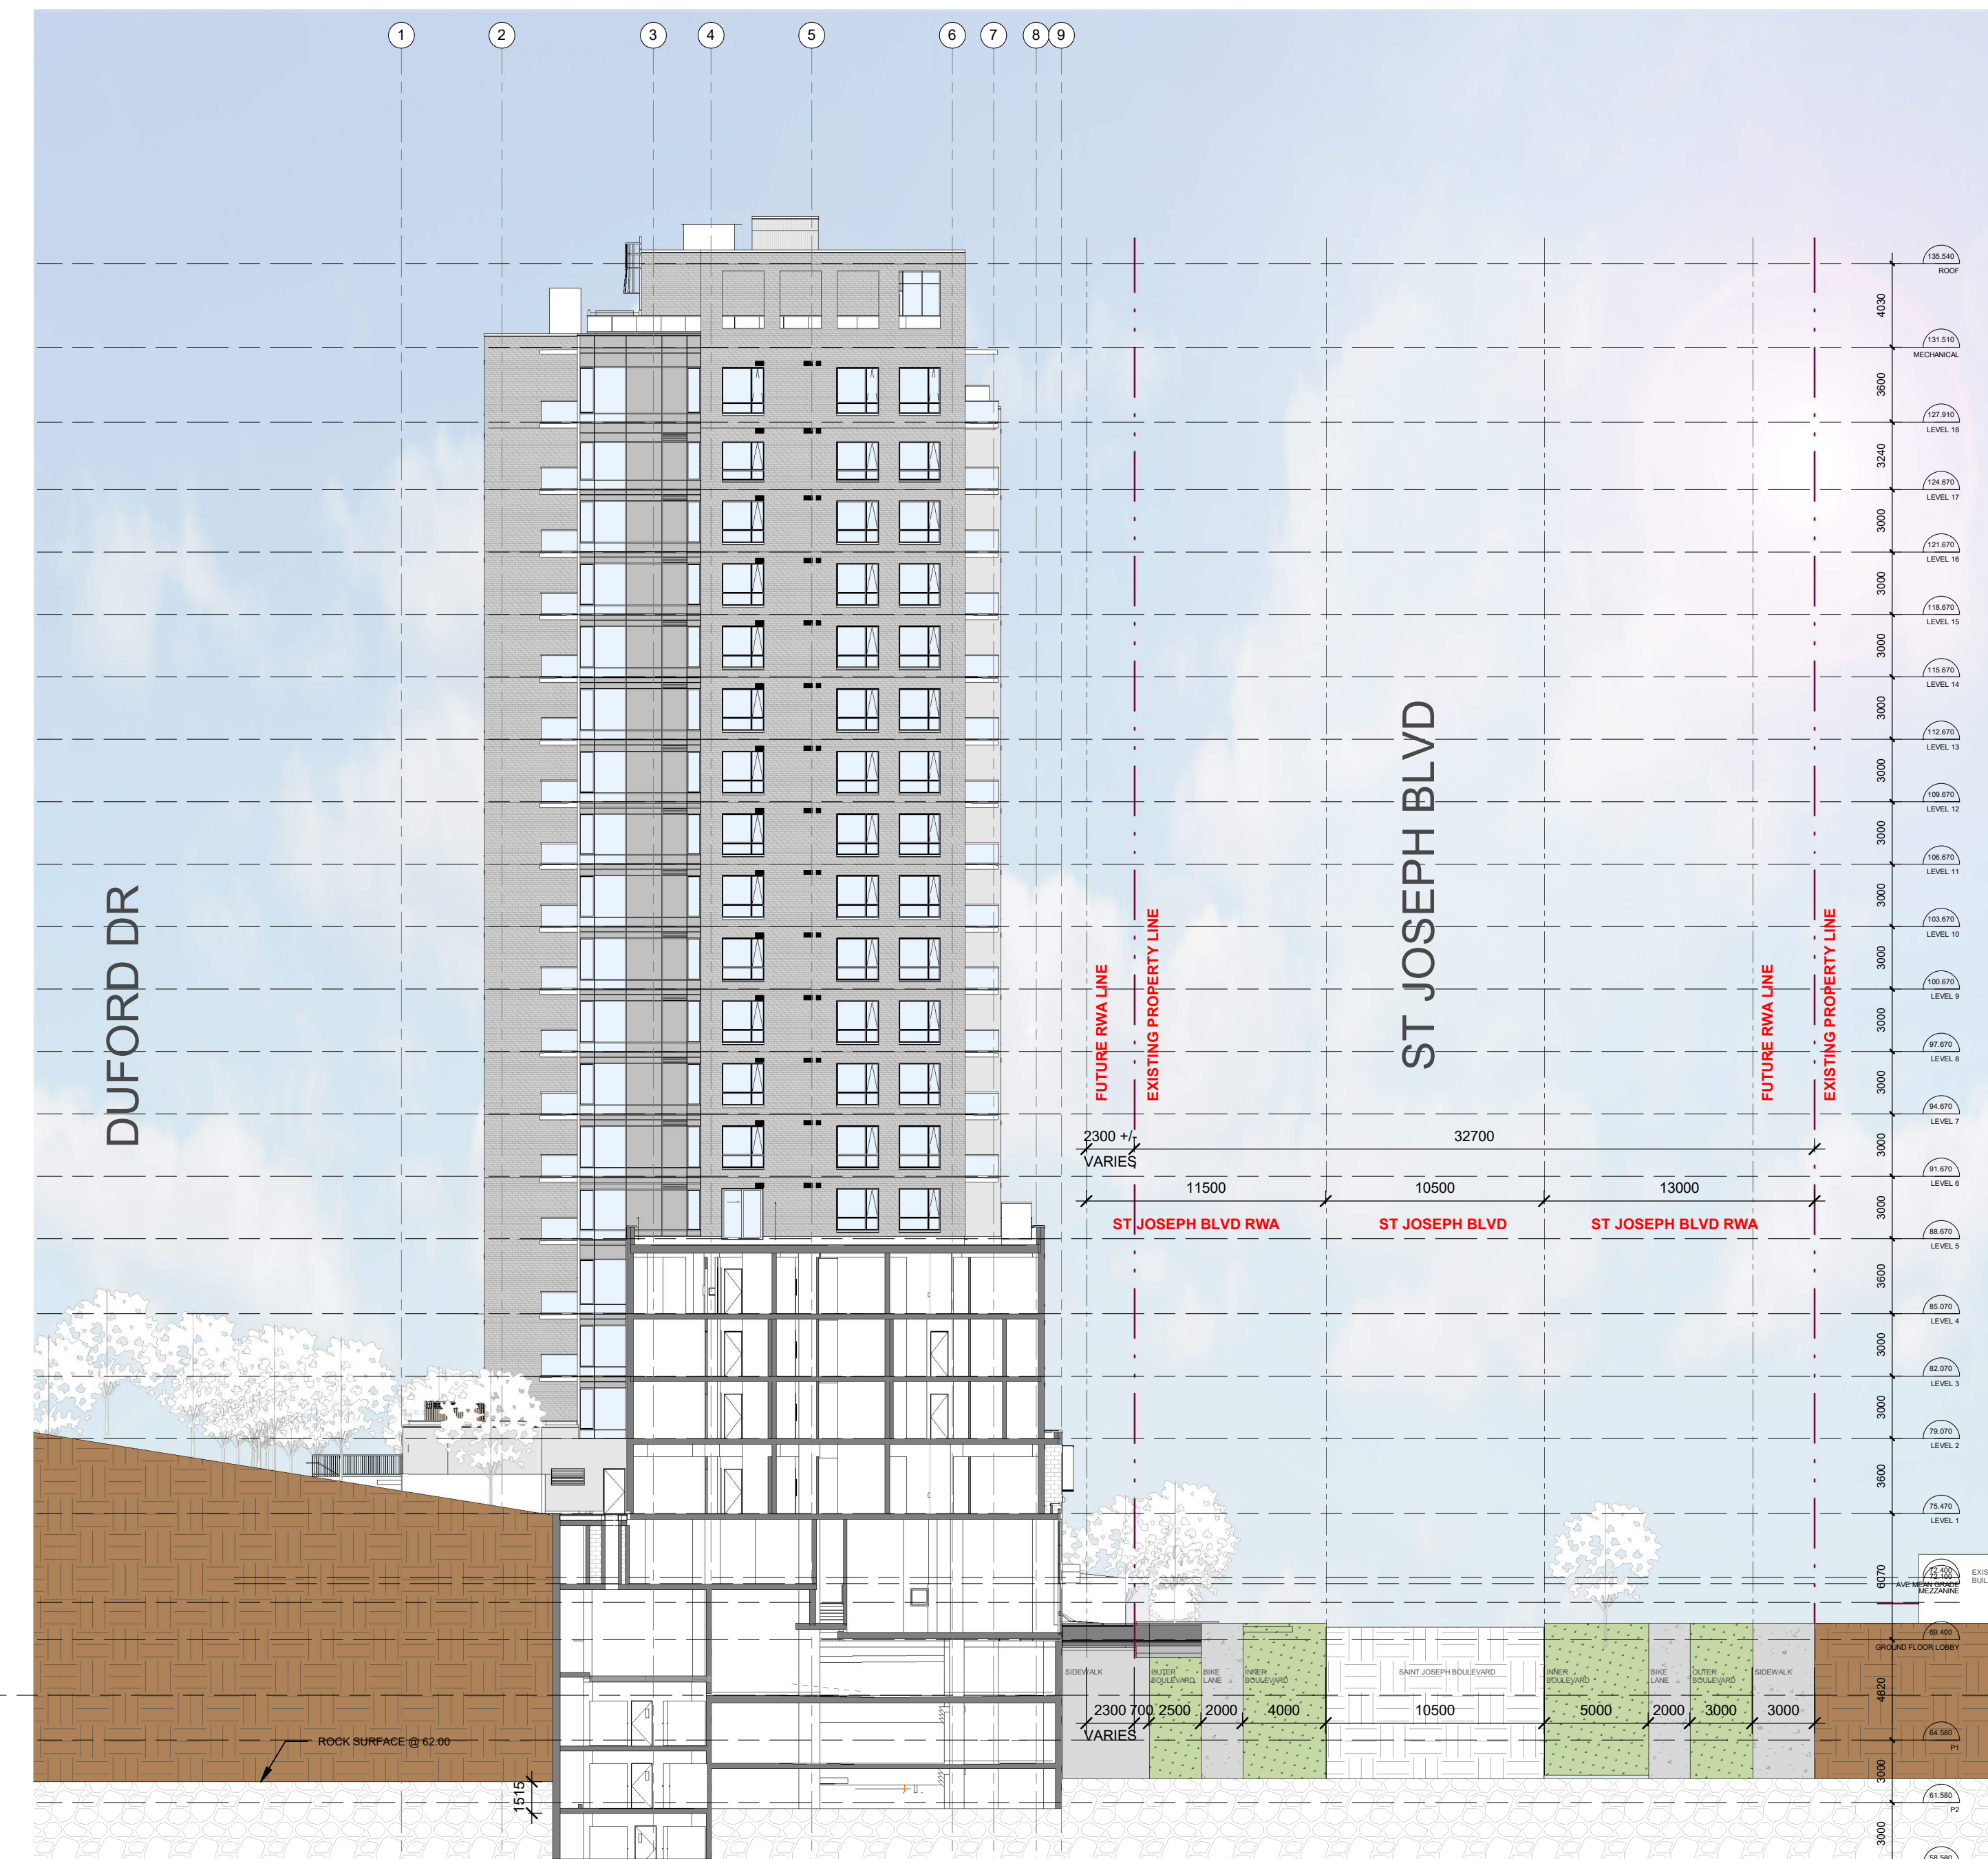 1 2 3 4 5 6 7 8 9
135.540
ROOF
4030
131.510
MECHANICAL
3600
127.910
LEVEL 18
3240
124.670
LEVEL 17
3000
121.670
LEVEL 16
3000
118.670
LEVEL 15
3000
115.670
LEVEL 14
3000
112.670
LEVEL 13
3000
109.670
LEVEL 12
3000
106.670
LEVEL 11
3000
103.670
LEVEL 10
3000
100.670
LEVEL 9
3000
97.670
LEVEL 8
3000
94.670
LEVEL 7
3000
91.670
LEVEL 6
3000
88.670
LEVEL 5
3600
85.070
LEVEL 4
3000
82.070
LEVEL 3
3000
79.070
LEVEL 2
3600
75.470
LEVEL 1
6070
72.400
72.100
AVE MEAN GRADE
MEZZANINE
69.400
GROUND FLOOR LOBBY
4820
64.580
P1
3000
61.580
P2
3000
58.580
DUFORD DR
ST JOSEPH BLVD
FUTURE RWA LINE
EXISTING PROPERTY LINE
FUTURE RWA LINE
EXISTING PROPERTY LINE
2300 +/- 32700
VARIES
11500 10500 13000
ST JOSEPH BLVD RWA ST JOSEPH BLVD ST JOSEPH BLVD RWA
SIDEWALK
OUTER
BOULEVARD
BIKE
LANE
INNER
BOULEVARD
SAINT JOSEPH BOULEVARD
INNER
BOULEVARD
BIKE
LANE
OUTER
BOULEVARD
SIDEWALK
2300 700 2500 2000 4000 10500 5000 2000 3000 3000
VARIES
ROCK SURFACE @ 62.00
1515